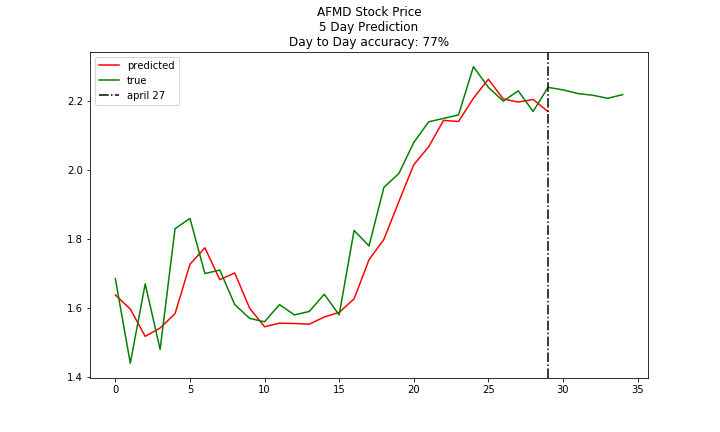 AFMD Stock Price
5 Day Prediction
Day to Day accuracy: 77%
predicted
true
april 27
2.2
2.0
1.8
1.6
1.4
0 5 10 15 20 25 30 35